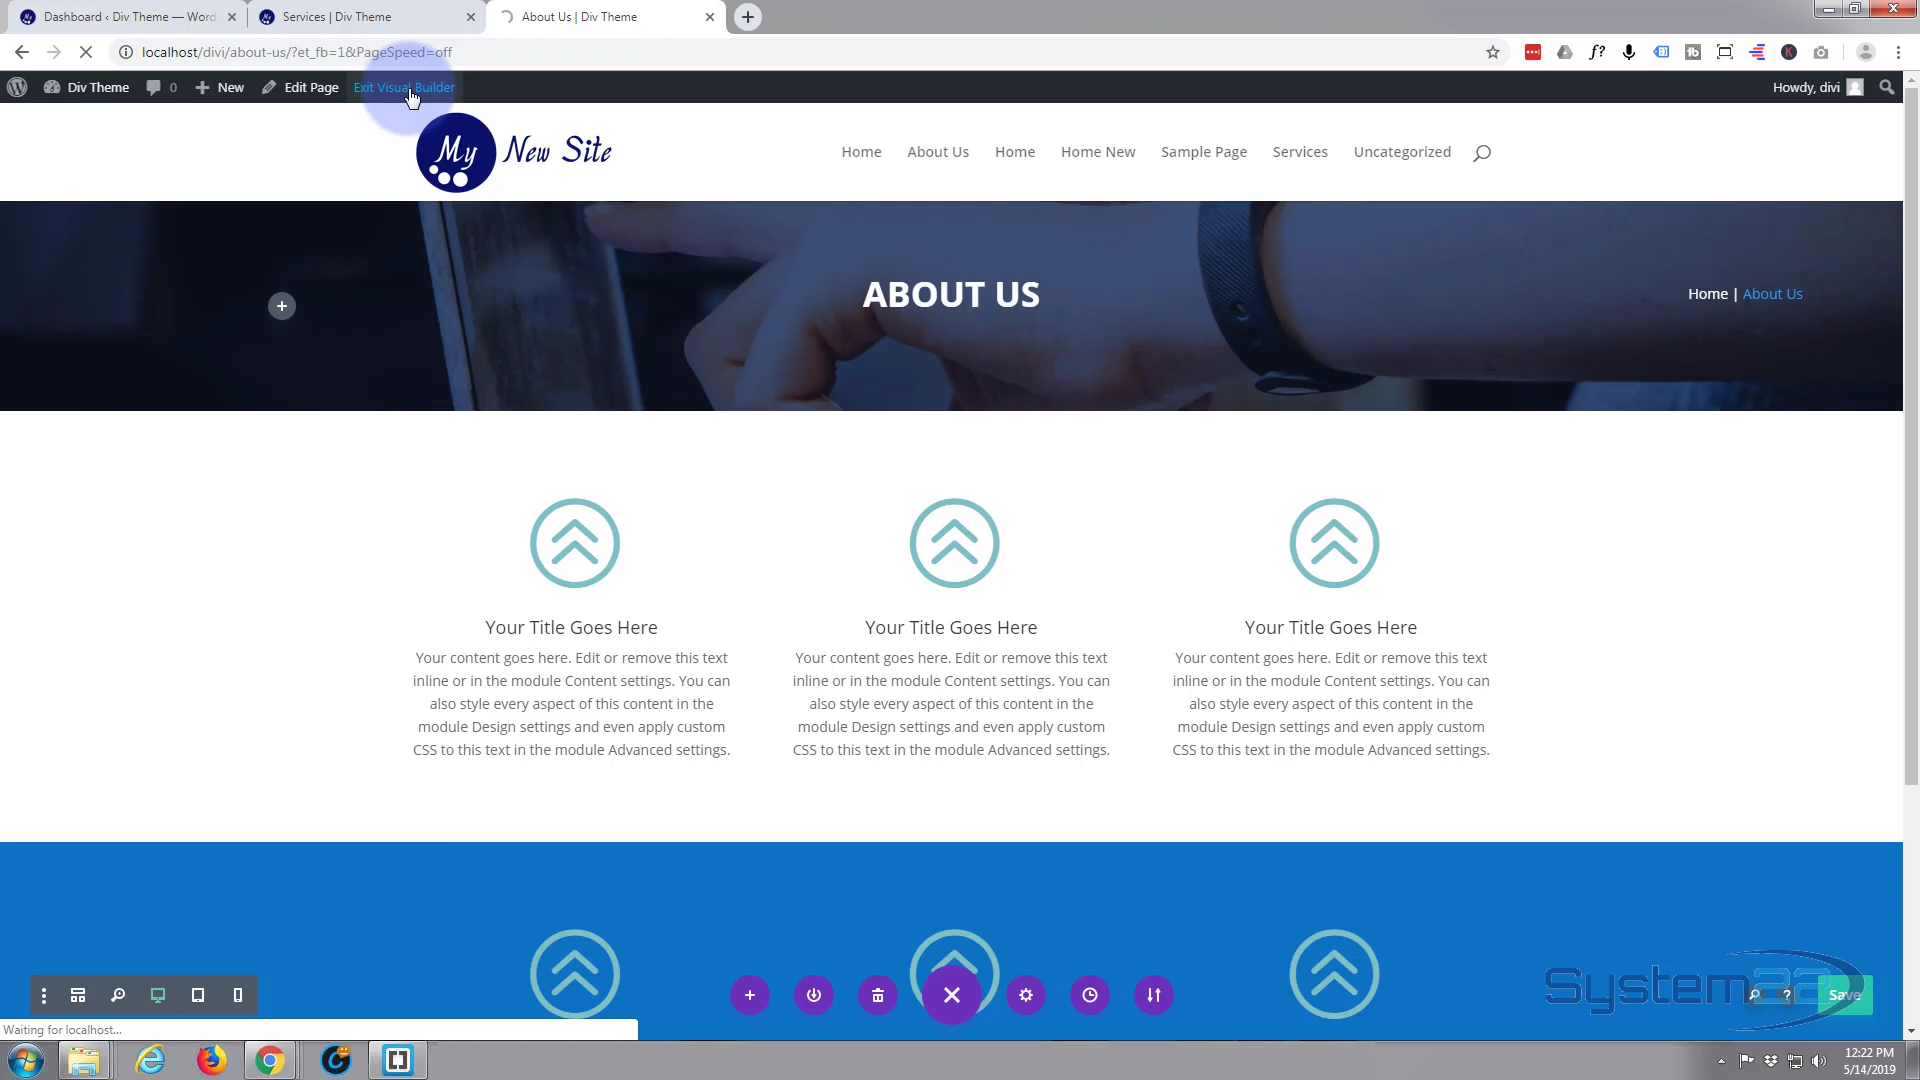 Dashboard ‹ Div Theme — Word
Services | Div Theme
About Us | Div Theme
localhost/divi/about-us/?et_fb=1&PageSpeed=off
Div Theme
0
New
Edit Page
Exit Visual Builder
Howdy, divi
My New Site
Home
About Us
Home
Home New
Sample Page
Services
Uncategorized
ABOUT US
Home | About Us
Your Title Goes Here
Your content goes here. Edit or remove this text
inline or in the module Content settings. You can
also style every aspect of this content in the
module Design settings and even apply custom
CSS to this text in the module Advanced settings.
Your Title Goes Here
Your content goes here. Edit or remove this text
inline or in the module Content settings. You can
also style every aspect of this content in the
module Design settings and even apply custom
CSS to this text in the module Advanced settings.
Your Title Goes Here
Your content goes here. Edit or remove this text
inline or in the module Content settings. You can
also style every aspect of this content in the
module Design settings and even apply custom
CSS to this text in the module Advanced settings.
System22
Save
Waiting for localhost...
12:22 PM
5/14/2019